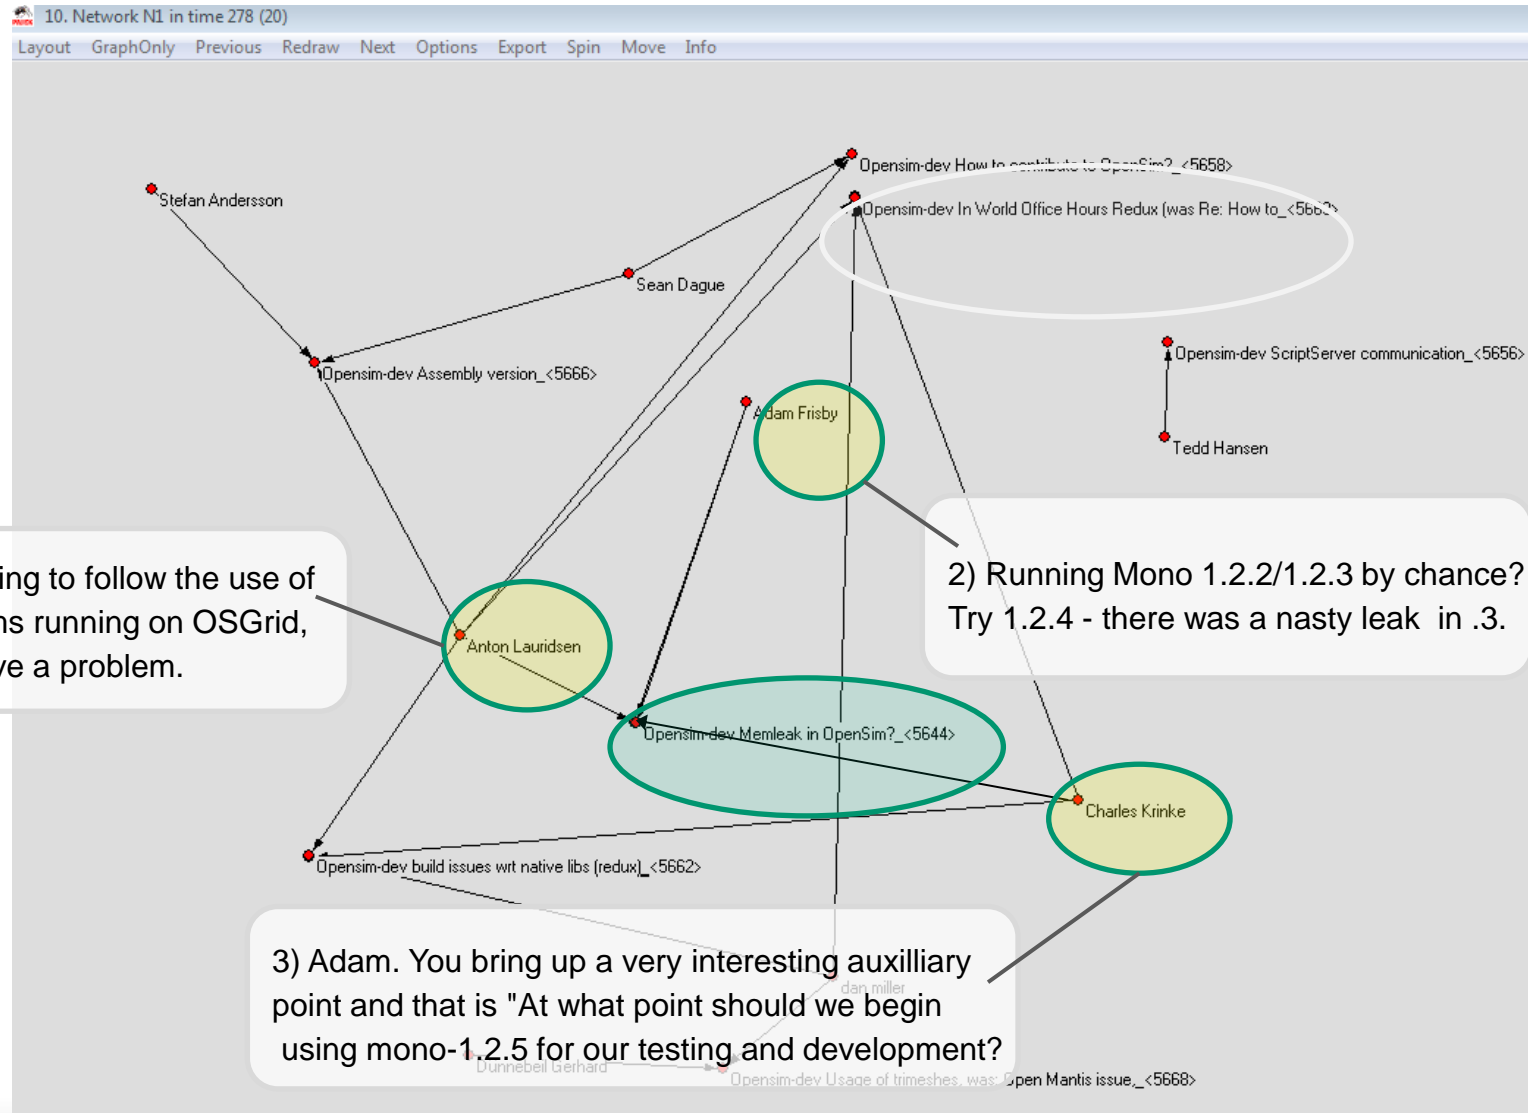 10. Network N1 in time 278 (20)
Layout GraphOnly Previous Redraw Next Options Export Spin Move Info
Opensim-dev How to contribute to OpenSim?_<5658>
Stefan Andersson
Opensim-dev In World Office Hours Redux (was Re: How to_<5663>
Sean Dague
Opensim-dev ScriptServer communication_<5656>
Opensim-dev Assembly version_<5666>
Adam Frisby
Tedd Hansen
ing to follow the use of
ns running on OSGrid,
ve a problem.
2) Running Mono 1.2.2/1.2.3 by chance?
Try 1.2.4 - there was a nasty leak in .3.
Anton Lauridsen
Opensim-dev Memleak in OpenSim?_<5644>
Charles Krinke
Opensim-dev build issues wrt native libs (redux)_<5662>
3) Adam. You bring up a very interesting auxilliary
point and that is "At what point should we begin
using mono-1.2.5 for our testing and development?
dan miller
Dunnebeil Gerhard
Opensim-dev Usage of trimeshes, was: Open Mantis issue,_<5668>